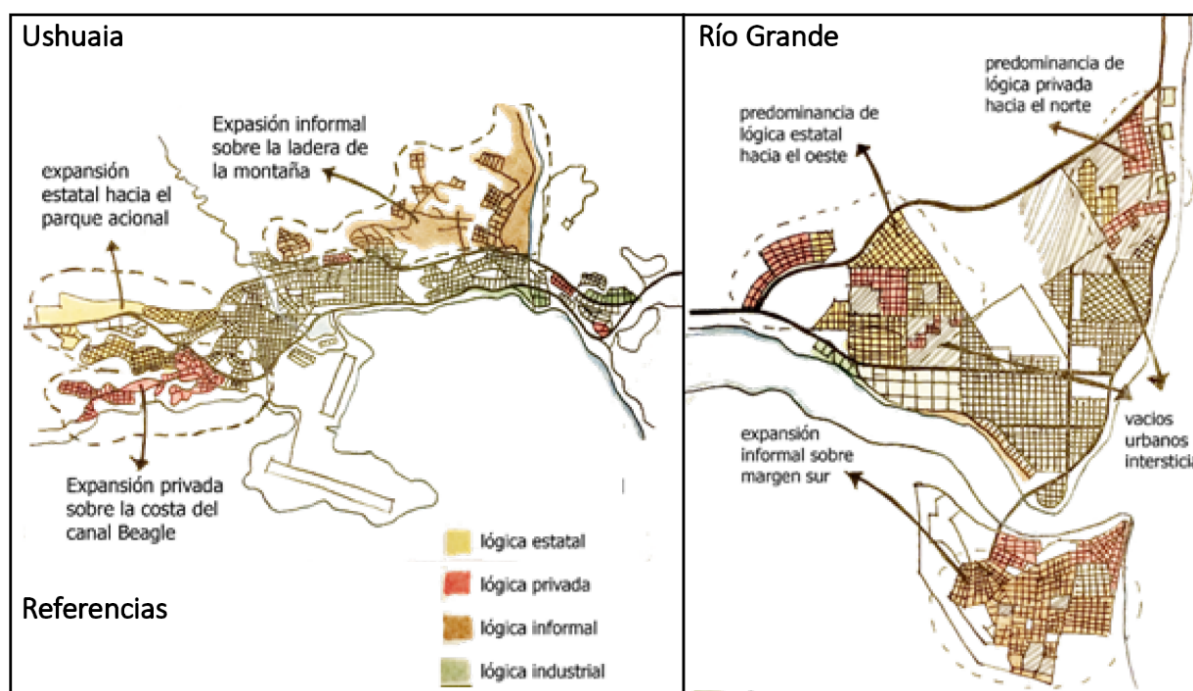 Ushuaia
Expasión informal
sobre la ladera de
la montaña
expansión
estatal hacia el
parque acional
Expansión privada
sobre la costa del
canal Beagle
Referencias
lógica estatal
lógica privada
lógica informal
lógica industrial
Río Grande
predominancia de
lógica privada
hacia el norte
predominancia de
lógica estatal
hacia el oeste
expansión
informal sobre
margen sur
vacios
urbanos
intersticia